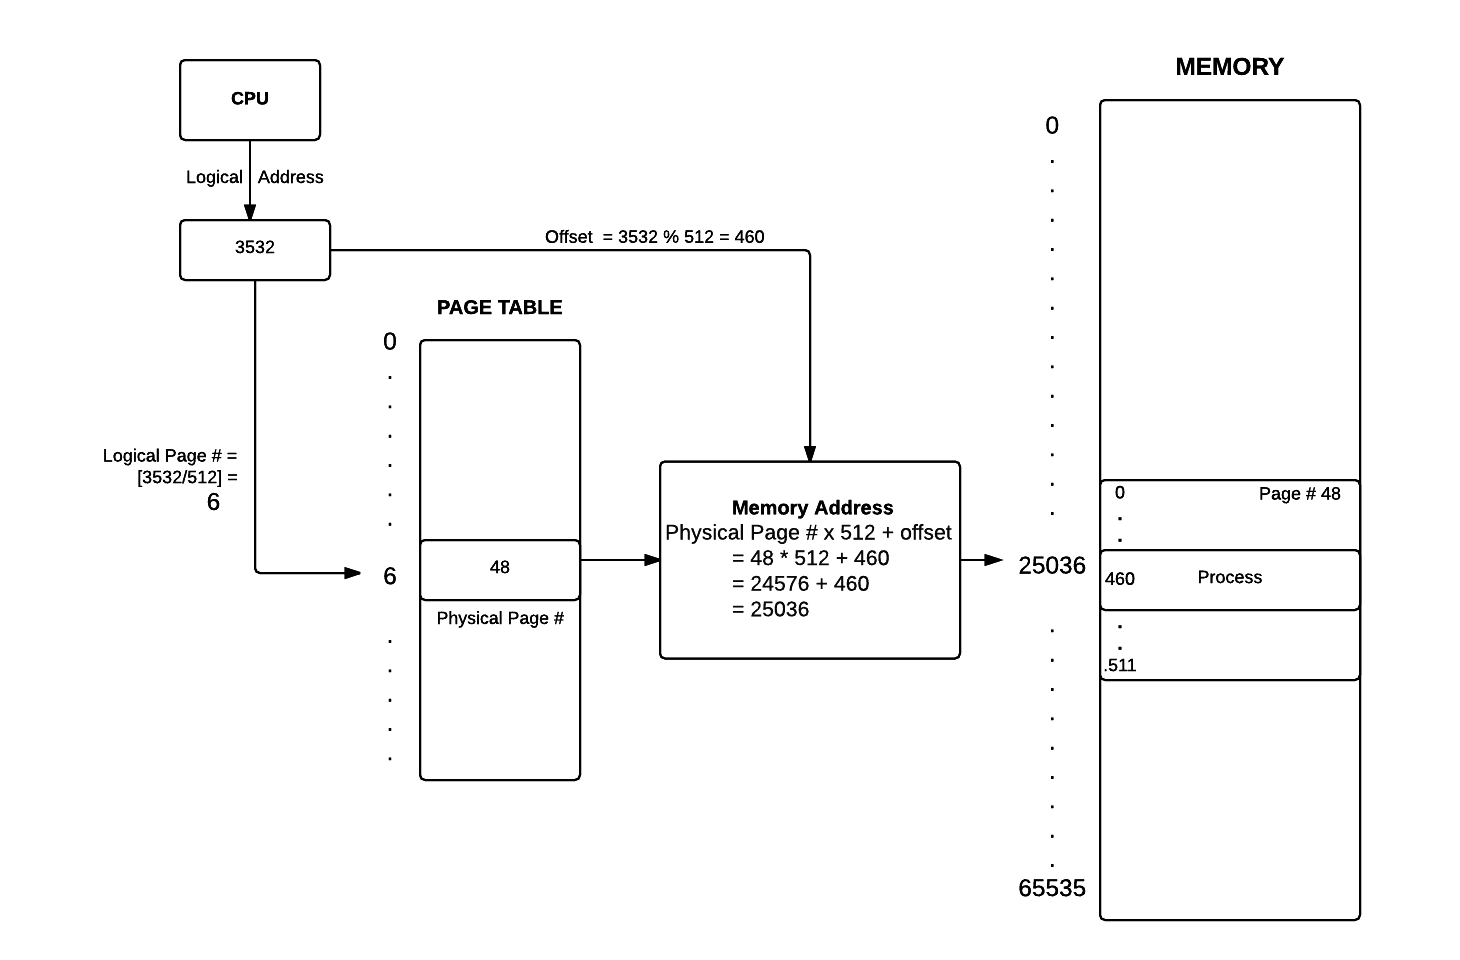 MEMORY
CPU
0
Logical Address
3532
Offset = 3532 % 512 = 460
PAGE TABLE
0
Logical Page # =
[3532/512] =
6
6
48
Physical Page #
Memory Address
Physical Page # x 512 + offset
= 48 * 512 + 460
= 24576 + 460
= 25036
0
Page # 48
25036
460
Process
.511
65535